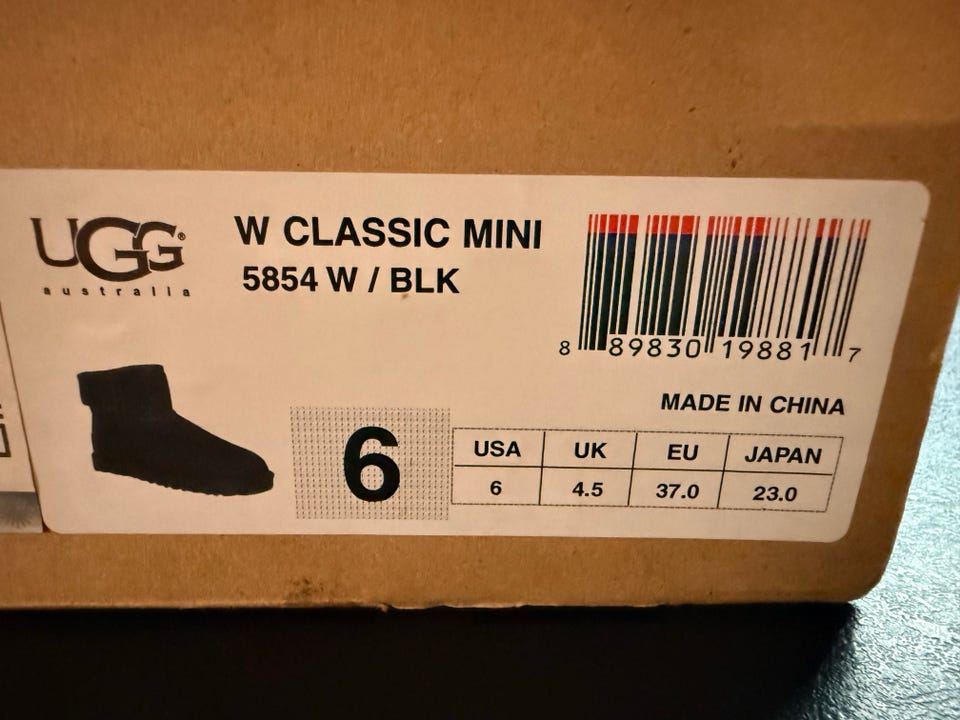 UGG®
australia
W CLASSIC MINI
5854 W / BLK
8 89830 19881 7
MADE IN CHINA
6
USA UK EU JAPAN
6 4.5 37.0 23.0